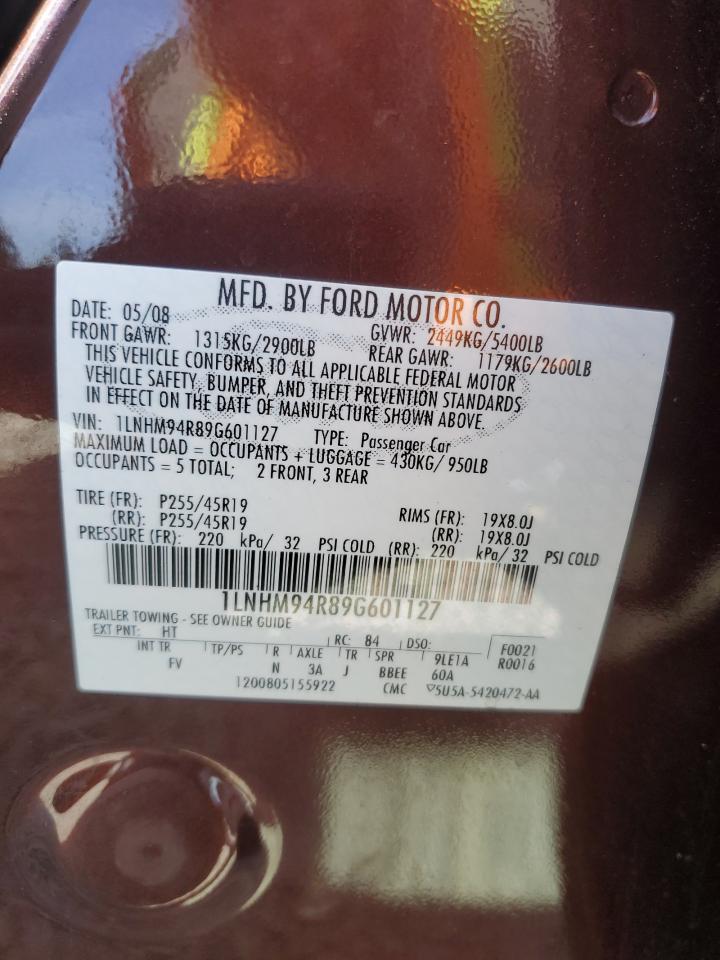 MFD. BY FORD MOTOR CO.
DATE: 05/08 GVWR: 2449KG/5400LB
FRONT GAWR: 1315KG/2900LB REAR GAWR: 1179KG/2600LB
THIS VEHICLE CONFORMS TO ALL APPLICABLE FEDERAL MOTOR
VEHICLE SAFETY, BUMPER, AND THEFT PREVENTION STANDARDS
IN EFFECT ON THE DATE OF MANUFACTURE SHOWN ABOVE.
VIN: 1LNHM94R89G601127 TYPE: Passenger Car
MAXIMUM LOAD = OCCUPANTS + LUGGAGE = 430KG/ 950LB
OCCUPANTS = 5 TOTAL; 2 FRONT, 3 REAR
TIRE (FR): P255/45R19 RIMS (FR): 19X8.0J
(RR): P255/45R19 (RR): 19X8.0J
PRESSURE (FR): 220 kPa/ 32 PSI COLD (RR): 220 kPa/ 32 PSI COLD
1LNHM94R89G601127
TRAILER TOWING - SEE OWNER GUIDE
EXT PNT: HT RC: 84 DSO: F0021
INT TR TP/PS R AXLE TR SPR 9LE1A R0016
FV N 3A J BBEE 60A
1200805155922 CMC ▽5U5A-5420472-AA